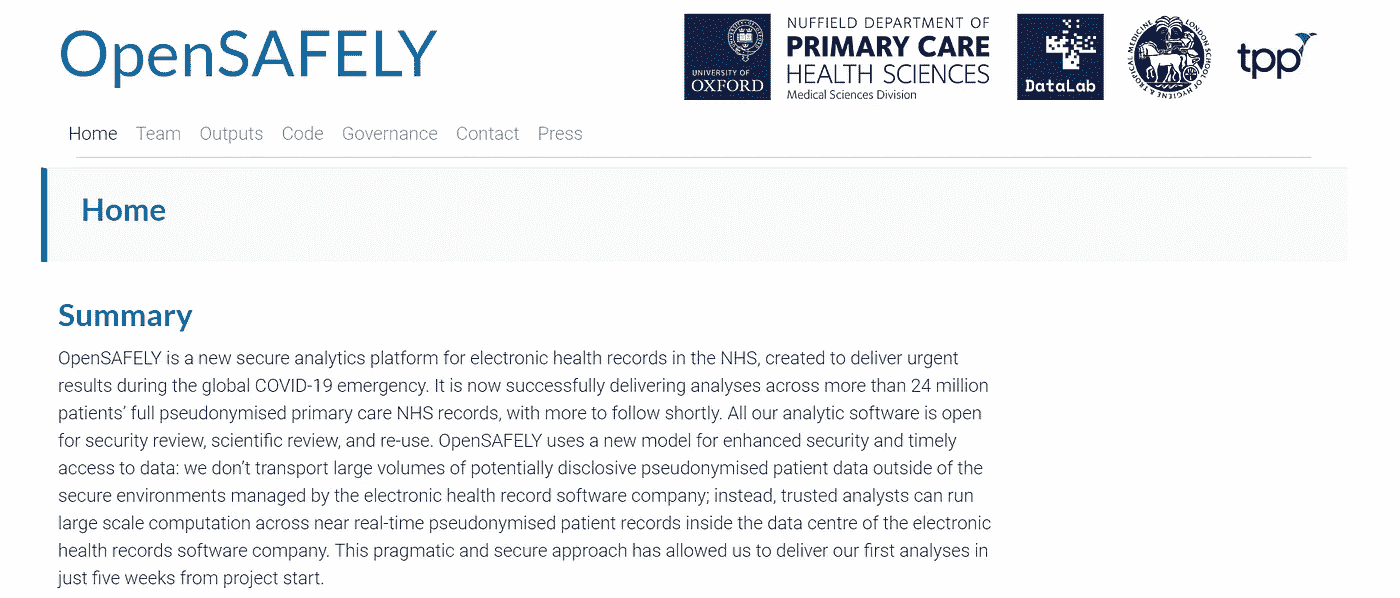 OpenSAFELY
UNIVERSITY OF
OXFORD
NUFFIELD DEPARTMENT OF
PRIMARY CARE
HEALTH SCIENCES
Medical Sciences Division
DataLab
LONDON SCHOOL OF HYGIENE & TROPICAL MEDICINE
tpp
Home Team Outputs Code Governance Contact Press
Home
Summary
OpenSAFELY is a new secure analytics platform for electronic health records in the NHS, created to deliver urgent
results during the global COVID-19 emergency. It is now successfully delivering analyses across more than 24 million
patients’ full pseudonymised primary care NHS records, with more to follow shortly. All our analytic software is open
for security review, scientific review, and re-use. OpenSAFELY uses a new model for enhanced security and timely
access to data: we don’t transport large volumes of potentially disclosive pseudonymised patient data outside of the
secure environments managed by the electronic health record software company; instead, trusted analysts can run
large scale computation across near real-time pseudonymised patient records inside the data centre of the electronic
health records software company. This pragmatic and secure approach has allowed us to deliver our first analyses in
just five weeks from project start.